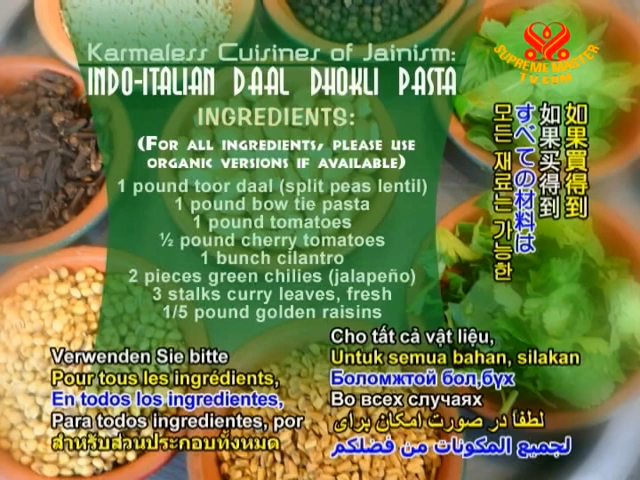 Karmaless Cuisines of Jainism:
INDO-ITALIAN DAAL DHOKLI PASTA
INGREDIENTS:
(FOR ALL INGREDIENTS, PLEASE USE
ORGANIC VERSIONS IF AVAILABLE)
1 pound toor daal (split peas lentil)
1 pound bow tie pasta
1 pound tomatoes
½ pound cherry tomatoes
1 bunch cilantro
2 pieces green chilies (jalapeño)
3 stalks curry leaves, fresh
1/5 pound golden raisins
SUPREME MASTER
TV.COM
如果買得到
如果买得到
すべての材料は
모든 재료는 가능한
Verwenden Sie bitte
Pour tous les ingrédients,
En todos los ingredientes,
Para todos ingredientes, por
สำหรับส่วนประกอบทั้งหมด
Cho tất cả vật liệu,
Untuk semua bahan, silakan
Боломжтой бол,бүх
Во всех случаях
لطفاً در صورت امکان برای
لجميع المكونات من فضلكم